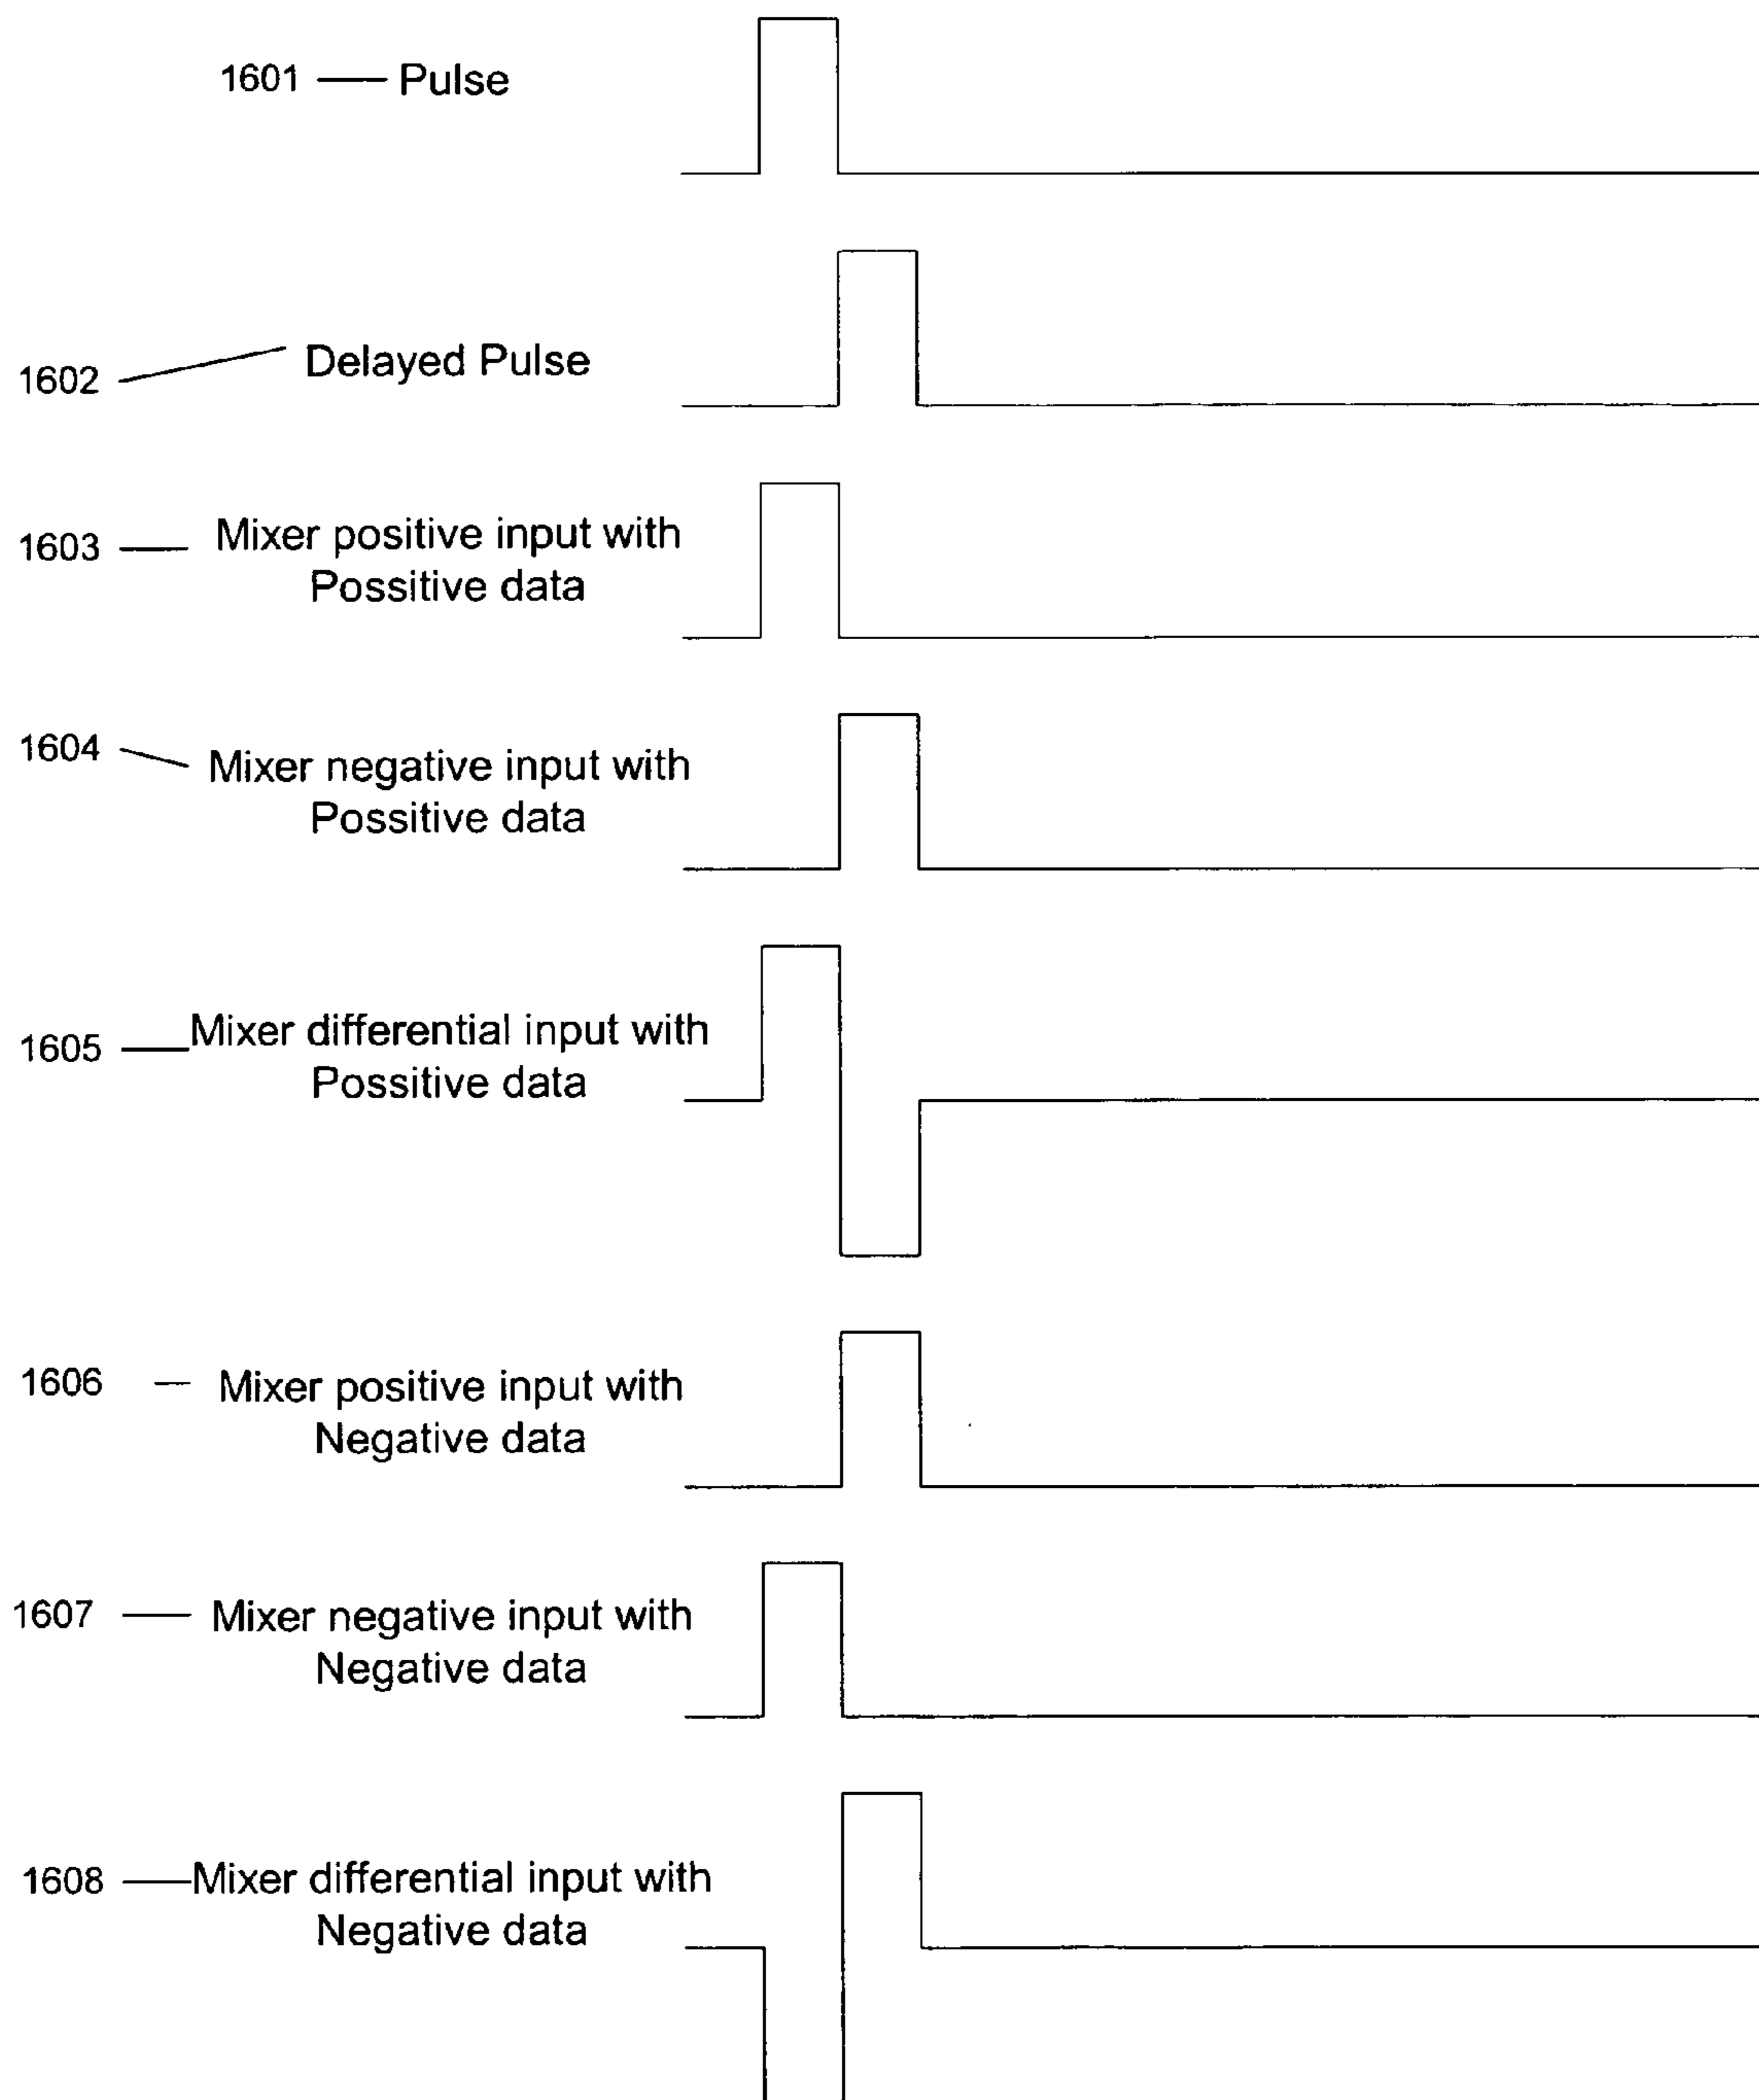 1601 Pulse
1602 Delayed Pulse
1603 Mixer positive input with
Possitive data
1604 Mixer negative input with
Possitive data
1605 Mixer differential input with
Possitive data
1606 Mixer positive input with
Negative data
1607 Mixer negative input with
Negative data
1608 Mixer differential input with
Negative data